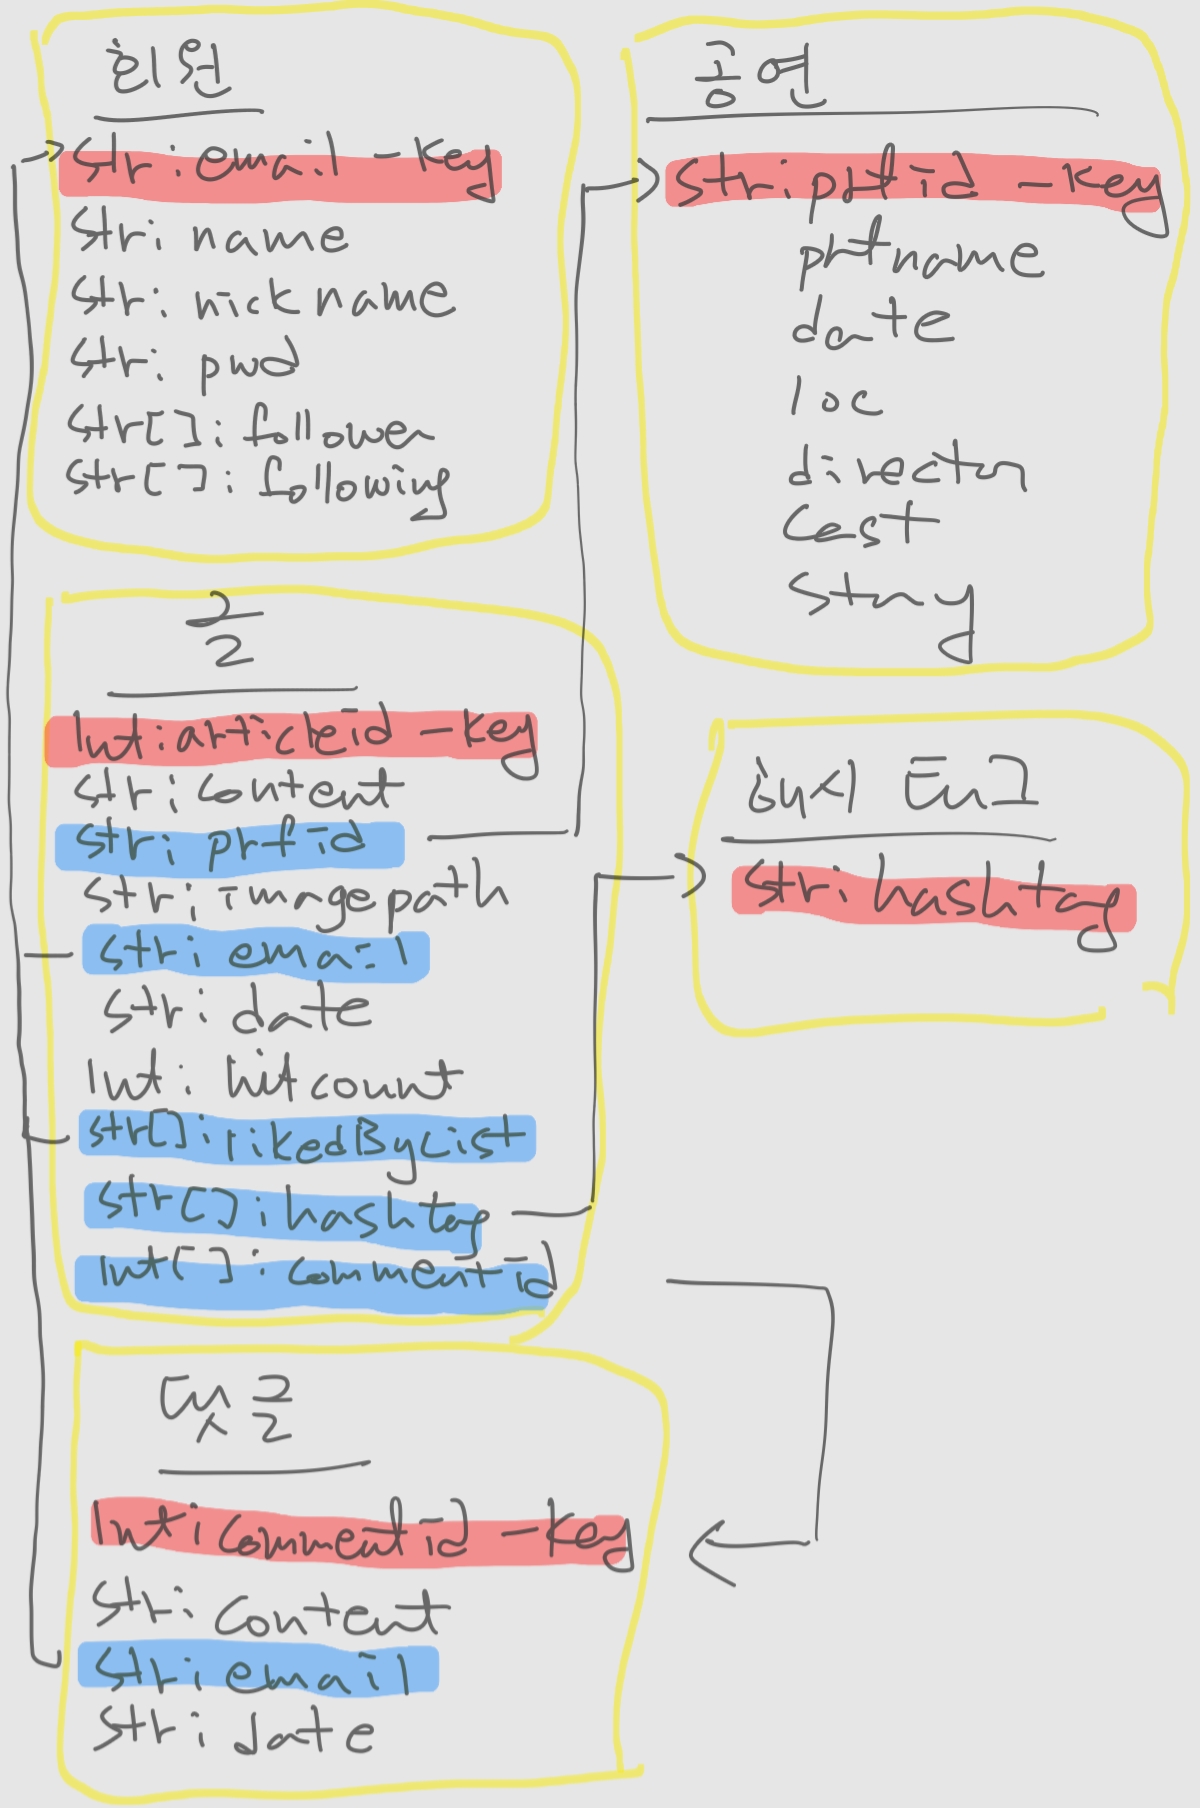 회원
str: email - key
str: name
str: nickname
str: pwd
str[]: follower
str[]: following
공연
str: prfid - key
prfname
date
loc
director
cast
story
글
Int: articleid - key
str: content
str: prfid
str: imagepath
str: email
str: date
Int: hitcount
str[]: likedByList
str[]: hashtag
Int[]: commentid
해시 태그
str: hashtag
댓글
Int: commentid - key
str: content
str: email
str: date